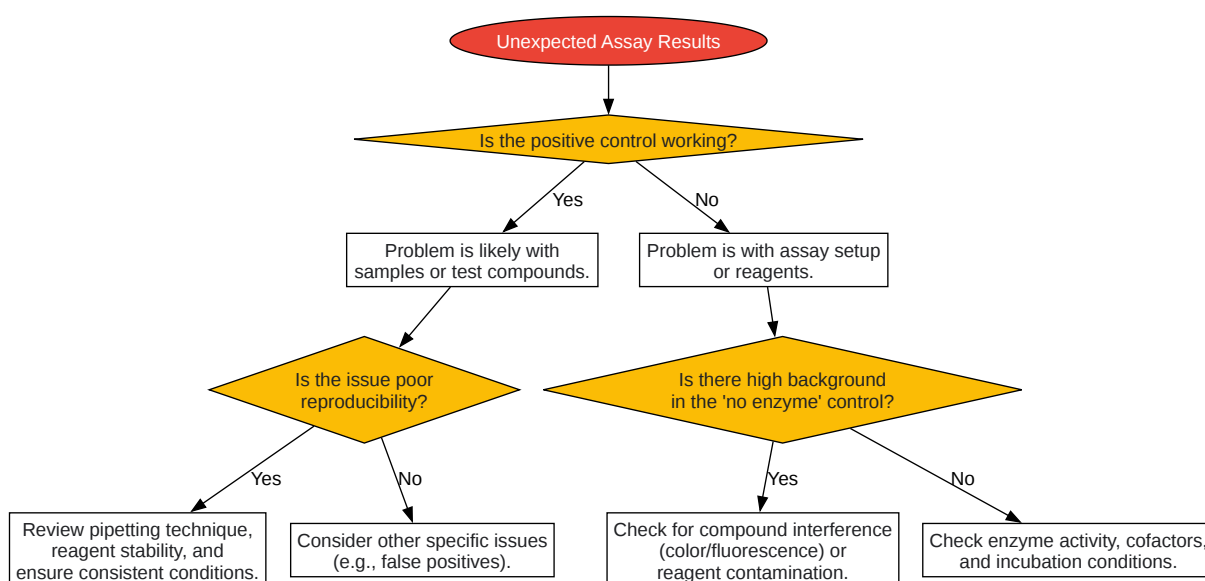 Unexpected Assay Results
Is the positive control working?
Yes
No
Problem is likely with
samples or test compounds.
Problem is with assay setup
or reagents.
Is the issue poor
reproducibility?
Is there high background
in the 'no enzyme' control?
Yes
No
Yes
No
Review pipetting technique,
reagent stability, and
ensure consistent conditions.
Consider other specific issues
(e.g., false positives).
Check for compound interference
(color/fluorescence) or
reagent contamination.
Check enzyme activity, cofactors,
and incubation conditions.